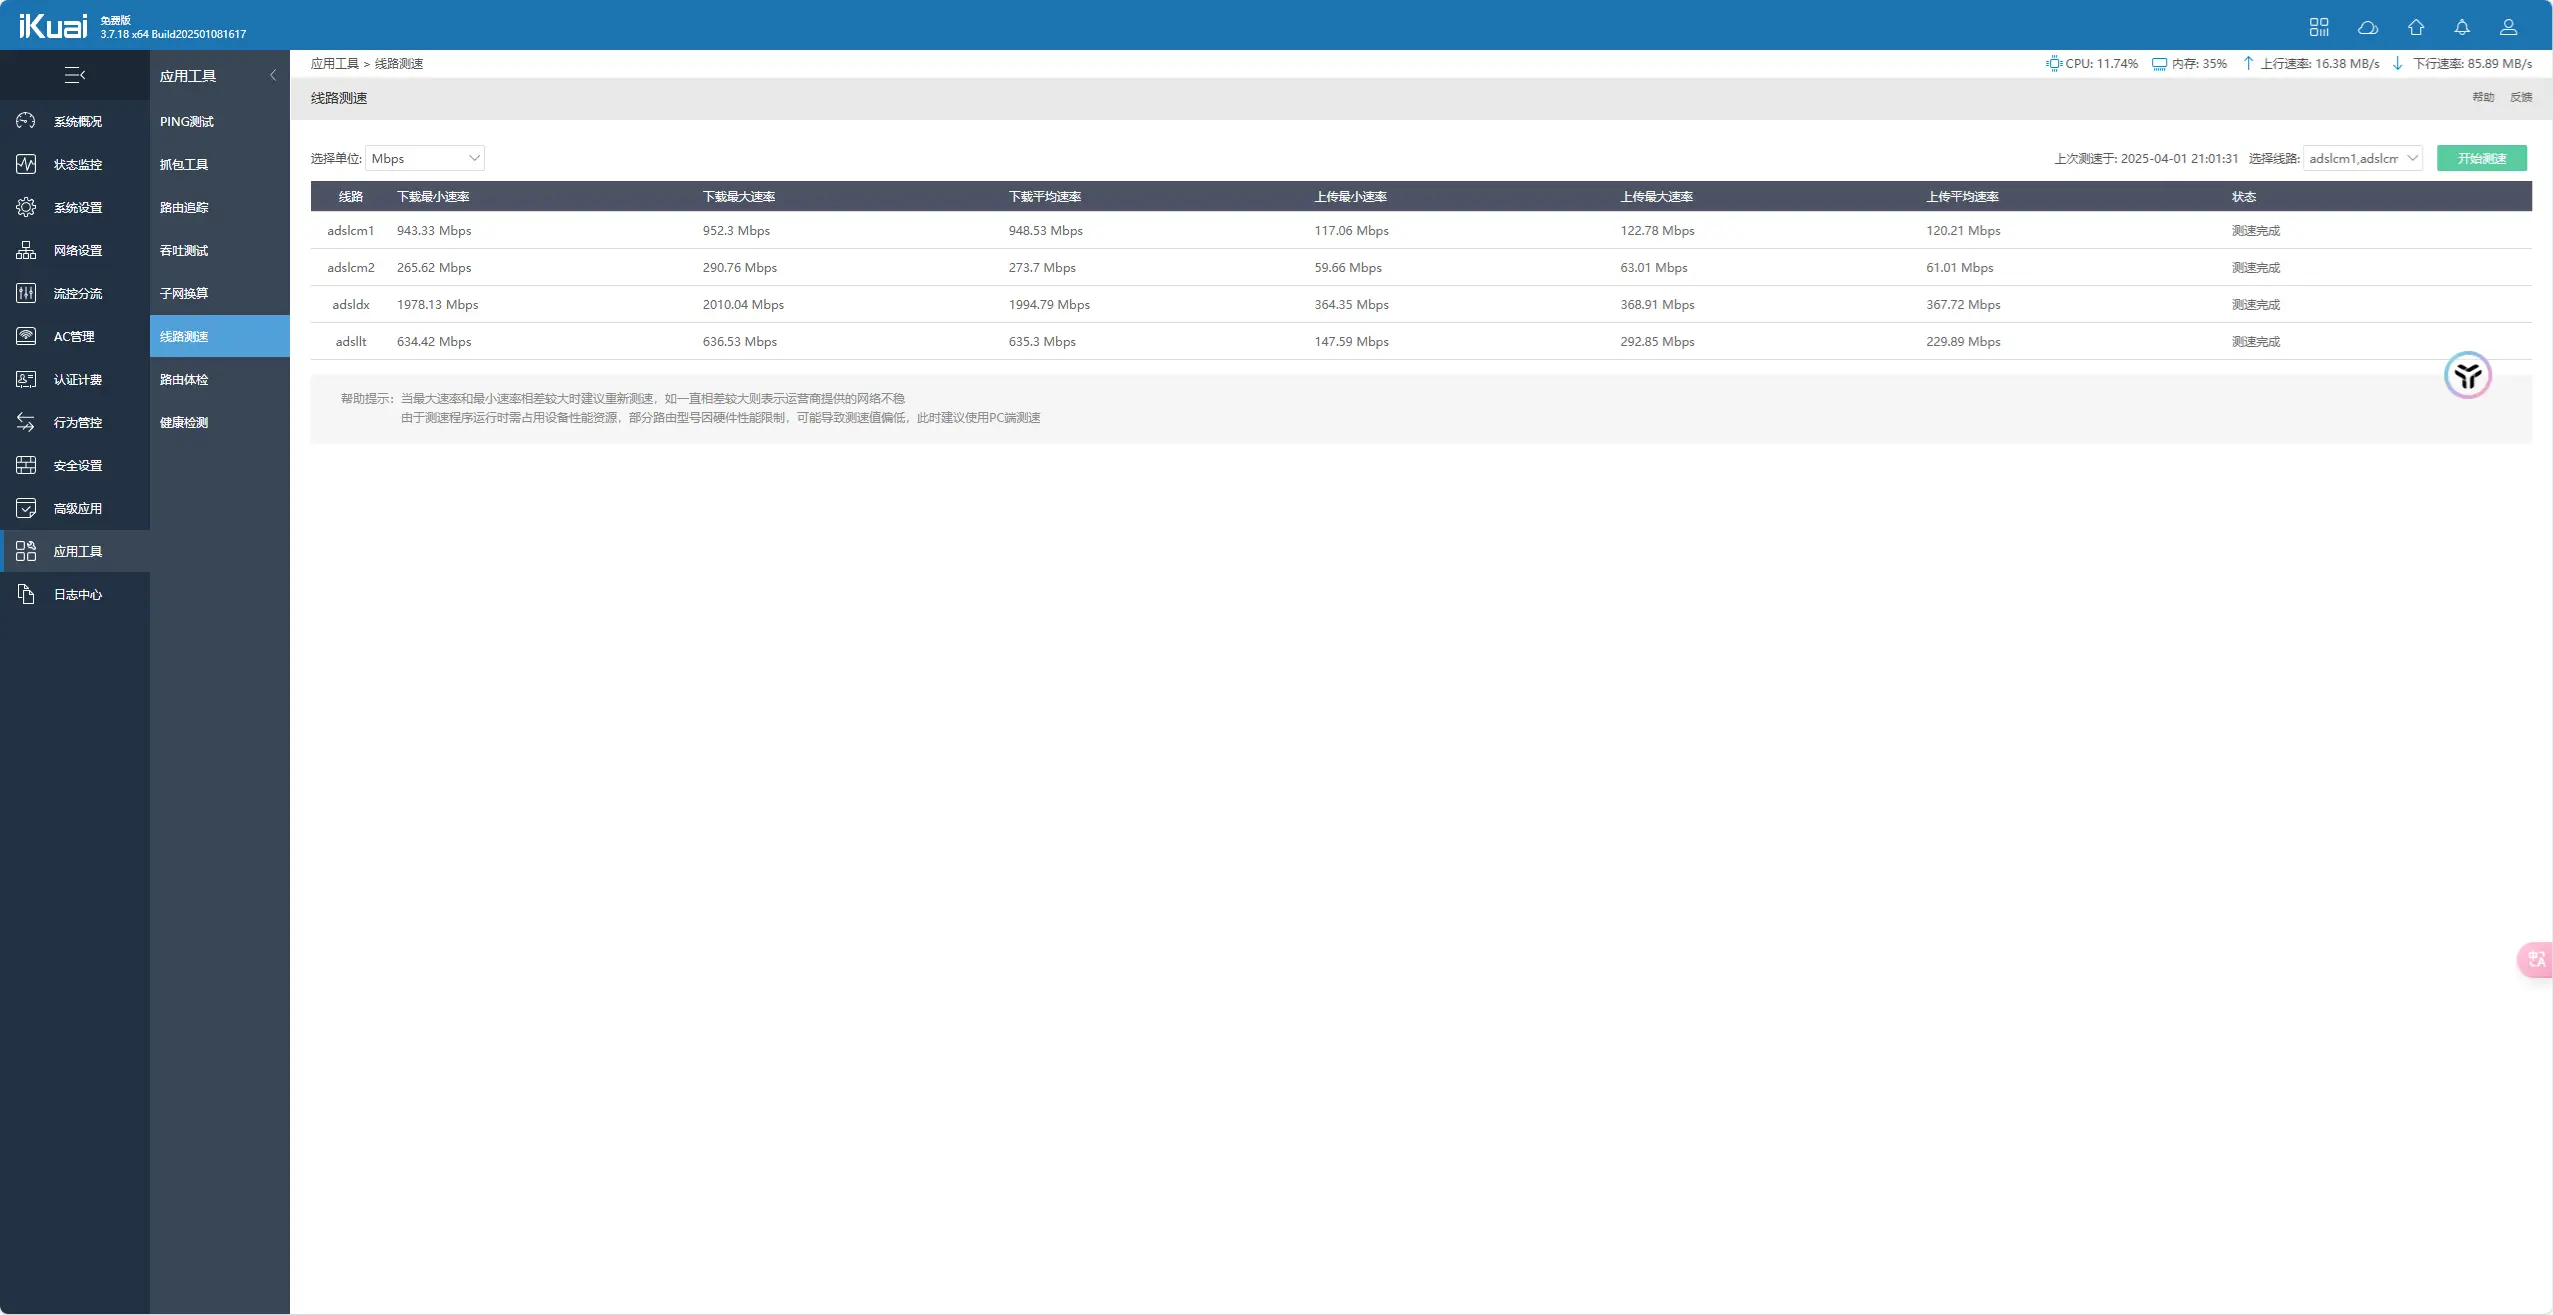 iKuai 免费版
3.7.18 x64 Build202501081617
应用工具
系统概况
状态监控
系统设置
网络设置
流控分流
AC管理
认证计费
行为管控
安全设置
高级应用
应用工具
日志中心
PING测试
抓包工具
路由追踪
吞吐测试
子网换算
线路测速
路由体检
健康检测
应用工具 > 线路测速
CPU: 11.74% 内存: 35% 上行速率: 16.38 MB/s 下行速率: 85.89 MB/s
线路测速
帮助 反馈
选择单位: Mbps
上次测速于: 2025-04-01 21:01:31 选择线路: adslcm1,adslcm 开始测速
线路 下载最小速率 下载最大速率 下载平均速率 上传最小速率 上传最大速率 上传平均速率 状态
adslcm1 943.33 Mbps 952.3 Mbps 948.53 Mbps 117.06 Mbps 122.78 Mbps 120.21 Mbps 测速完成
adslcm2 265.62 Mbps 290.76 Mbps 273.7 Mbps 59.66 Mbps 63.01 Mbps 61.01 Mbps 测速完成
adsldx 1978.13 Mbps 2010.04 Mbps 1994.79 Mbps 364.35 Mbps 368.91 Mbps 367.72 Mbps 测速完成
adsllt 634.42 Mbps 636.53 Mbps 635.3 Mbps 147.59 Mbps 292.85 Mbps 229.89 Mbps 测速完成
帮助提示: 当最大速率和最小速率相差较大时建议重新测速，如一直相差较大则表示运营商提供的网络不稳
由于测速程序运行时需占用设备性能资源，部分路由型号因硬件性能限制，可能导致测速值偏低，此时建议使用PC端测速